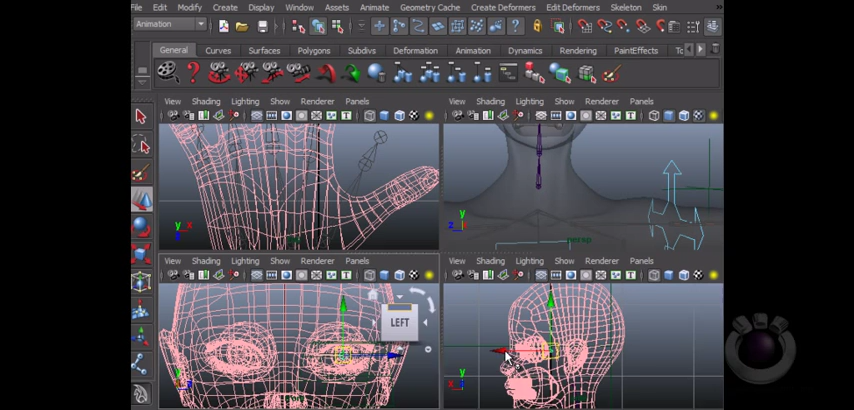 File Edit Modify Create Display Window Assets Animate Geometry Cache Create Deformers Edit Deformers Skeleton Skin »
Animation
General Curves Surfaces Polygons Subdivs Deformation Animation Dynamics Rendering PaintEffects
View Shading Lighting Show Renderer Panels
View Shading Lighting Show Renderer Panels
y x
y
z
persp
View Shading Lighting Show Renderer Panels
View Shading Lighting Show Renderer Panels
LEFT
y
y